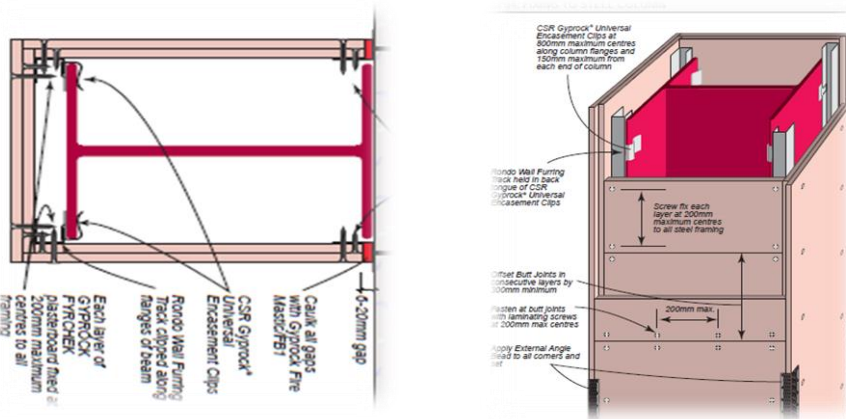 Each layer of
GYPROCK
FYRCHEK
plasterboard fixed at
200mm maximum
centres to all
framing
Rondo Wall Furring
Track clipped along
flanges of beam
CSR Gyprock®
Universal
Encasement Clips
Caulk all gaps
with Gyprock Fire
Mastic/FB1
5-20mm gap
CSR Gyprock® Universal
Encasement Clips at
800mm maximum centres
along column flanges and
150mm maximum from
each end of column
Rondo Wall Furring
Track held in back
tongue of CSR
Gyprock® Universal
Encasement Clips
Screw fix each
layer at 200mm
maximum centres
to all steel framing
Offset Butt Joints in
consecutive layers by
300mm minimum
200mm max.
Fasten at butt joints
with laminating screws
at 200mm max centres
Apply External Angle
Bead to all corners and
set